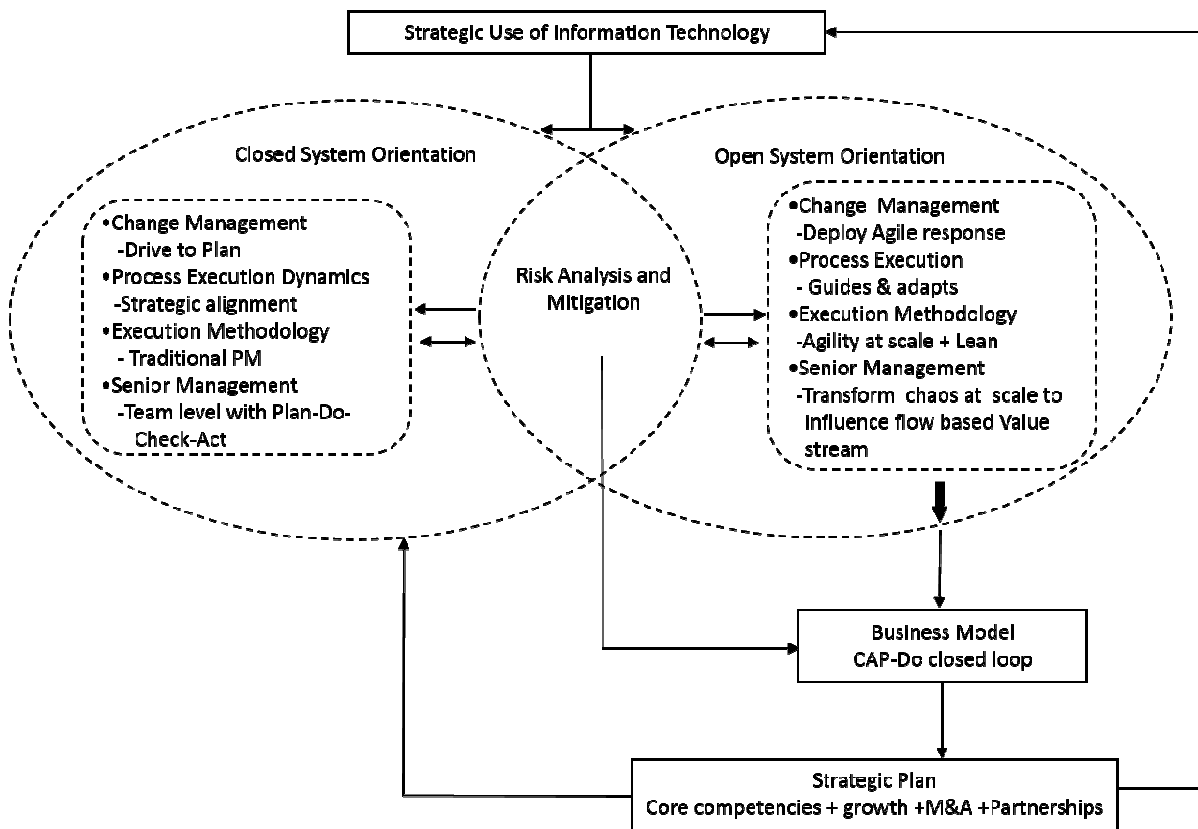 Strategic Use of Information Technology
Closed System Orientation
•Change Management
-Drive to Plan
•Process Execution Dynamics
-Strategic alignment
•Execution Methodology
- Traditional PM
•Senior Management
-Team level with Plan-Do-
Check-Act
Risk Analysis and
Mitigation
Open System Orientation
•Change Management
-Deploy Agile response
•Process Execution
- Guides & adapts
•Execution Methodology
-Agility at scale + Lean
•Senior Management
-Transform chaos at scale to
Influence flow based Value
stream
Business Model
CAP-Do closed loop
Strategic Plan
Core competencies + growth +M&A +Partnerships